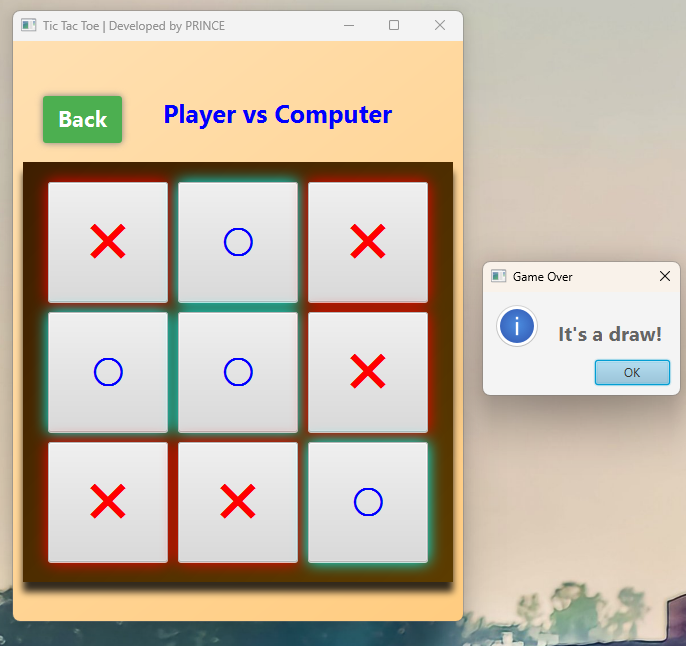 Tic Tac Toe | Developed by PRINCE
Back
Player vs Computer
X O X
O O X
X X O
Game Over
It's a draw!
OK